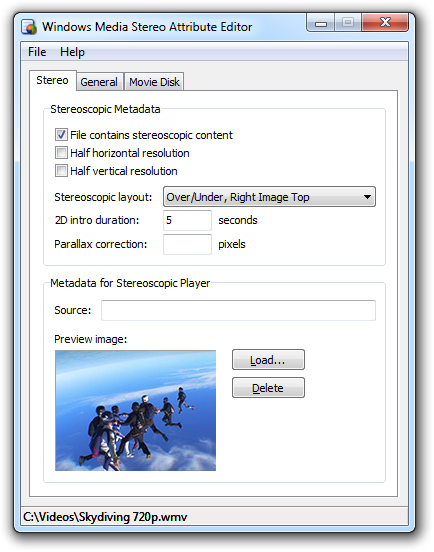 Windows Media Stereo Attribute Editor
File Help
Stereo General Movie Disk
Stereoscopic Metadata
File contains stereoscopic content
Half horizontal resolution
Half vertical resolution
Stereoscopic layout: Over/Under, Right Image Top
2D intro duration: 5 seconds
Parallax correction: pixels
Metadata for Stereoscopic Player
Source:
Preview image:
Load...
Delete
C:\Videos\Skydiving 720p.wmv